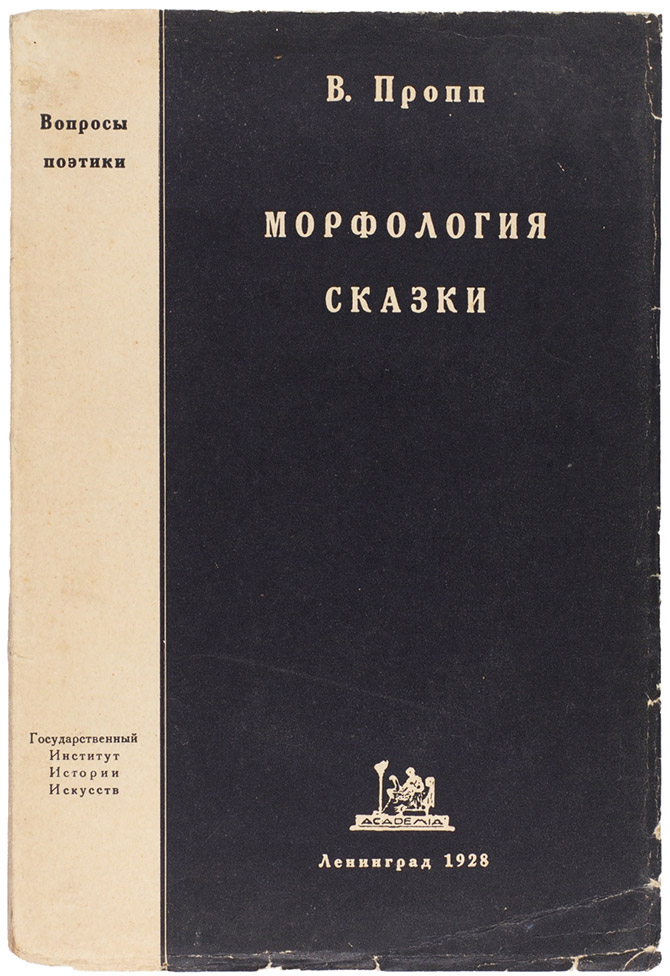 Вопросы
поэтики
В. Пропп
МОРФОЛОГИЯ
СКАЗКИ
Государственный
Институт
Истории
Искусств
ACADEMIA
Ленинград 1928